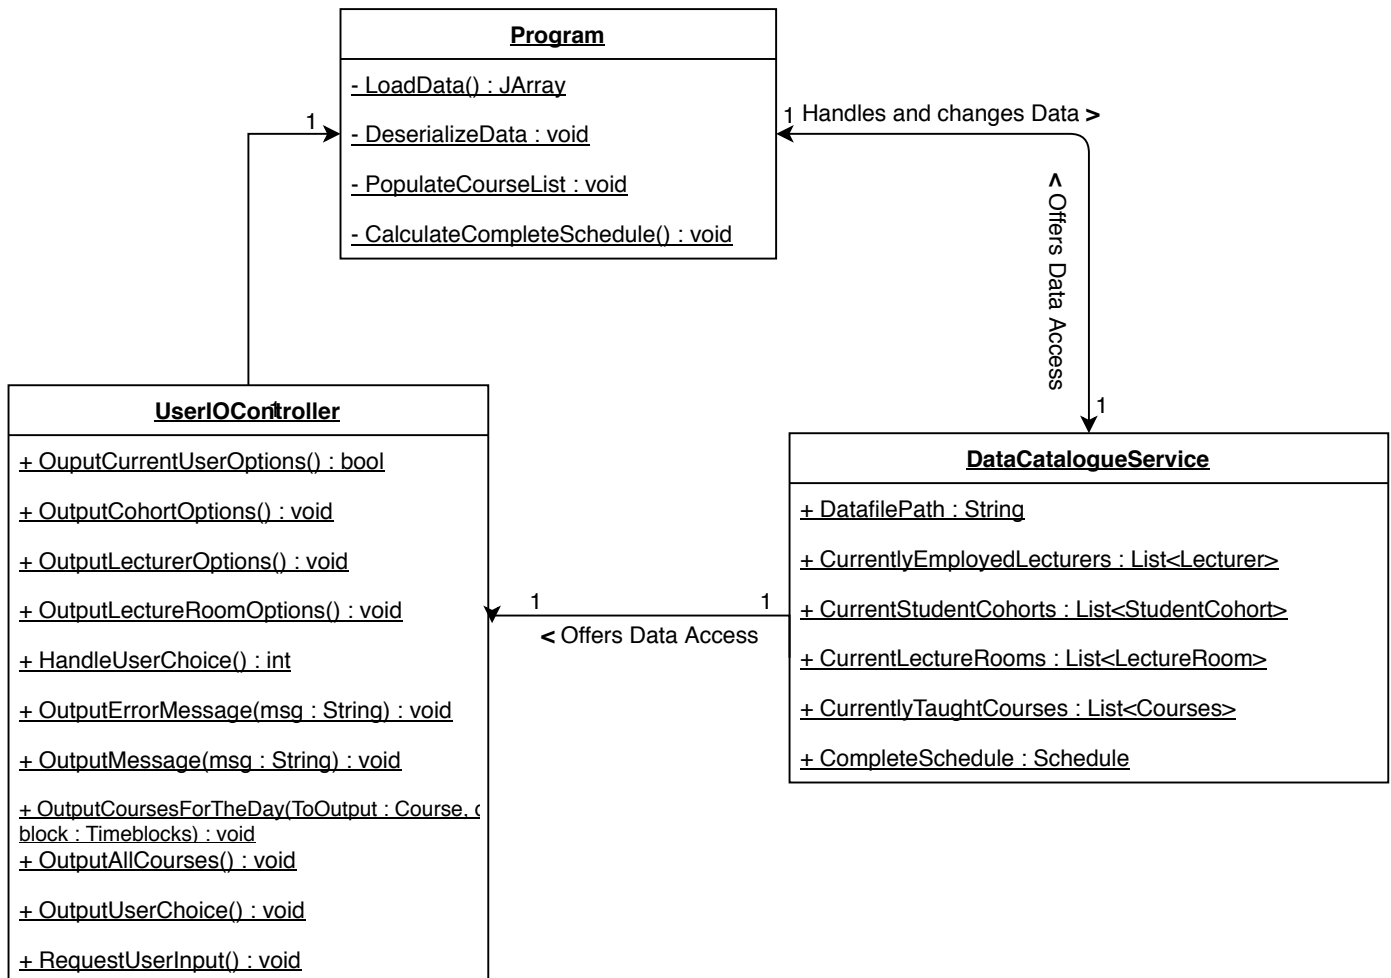 Program
- LoadData() : JArray
- DeserializeData : void
- PopulateCourseList : void
- CalculateCompleteSchedule() : void
1
1
Handles and changes Data >
< Offers Data Access
1
UserIOController
1
+ OuputCurrentUserOptions() : bool
+ OutputCohortOptions() : void
+ OutputLecturerOptions() : void
+ OutputLectureRoomOptions() : void
+ HandleUserChoice() : int
+ OutputErrorMessage(msg : String) : void
+ OutputMessage(msg : String) : void
+ OutputCoursesForTheDay(ToOutput : Course,
block : Timeblocks) : void
+ OutputAllCourses() : void
+ OutputUserChoice() : void
+ RequestUserInput() : void
1
1
< Offers Data Access
DataCatalogueService
+ DatafilePath : String
+ CurrentlyEmployedLecturers : List<Lecturer>
+ CurrentStudentCohorts : List<StudentCohort>
+ CurrentLectureRooms : List<LectureRoom>
+ CurrentlyTaughtCourses : List<Courses>
+ CompleteSchedule : Schedule